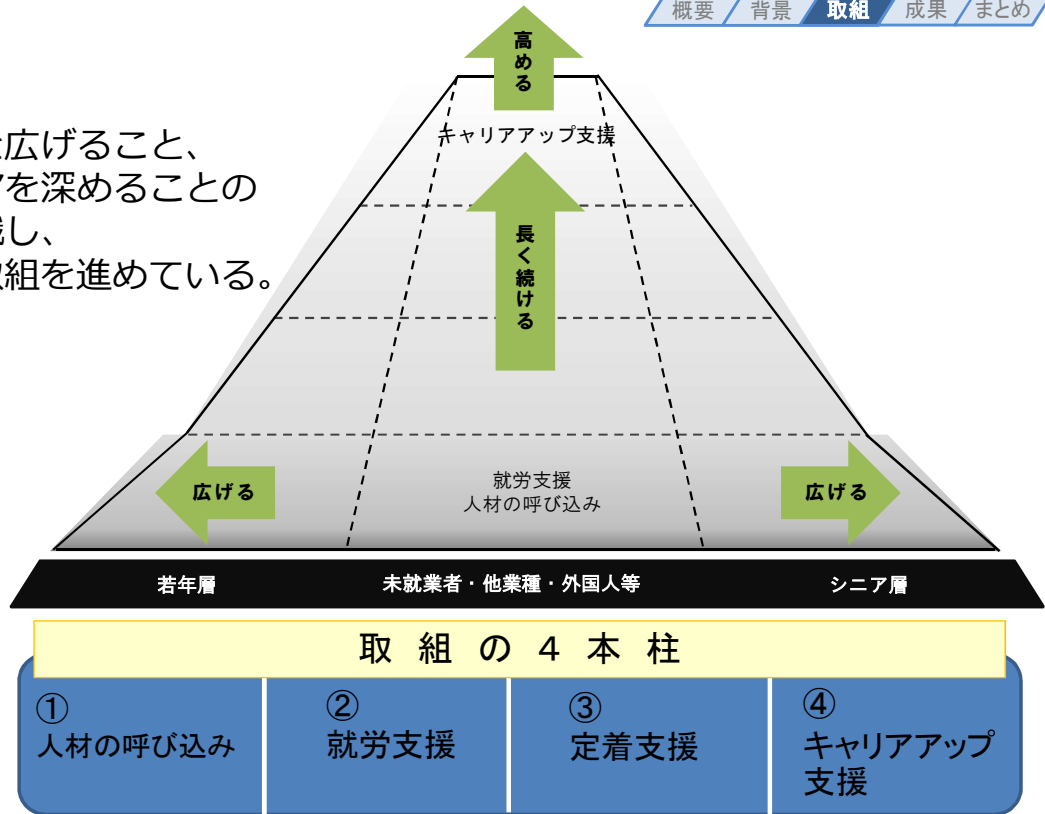 概要 背景 取組 成果 まとめ
広げること、
を深めることの
し、
組を進めている。
高める
キャリアアップ支援
長く続ける
広げる
就労支援
人材の呼び込み
広げる
若年層 未就業者・他業種・外国人等 シニア層
取組の4本柱
① ② ③ ④
人材の呼び込み 就労支援 定着支援 キャリアアップ
支援